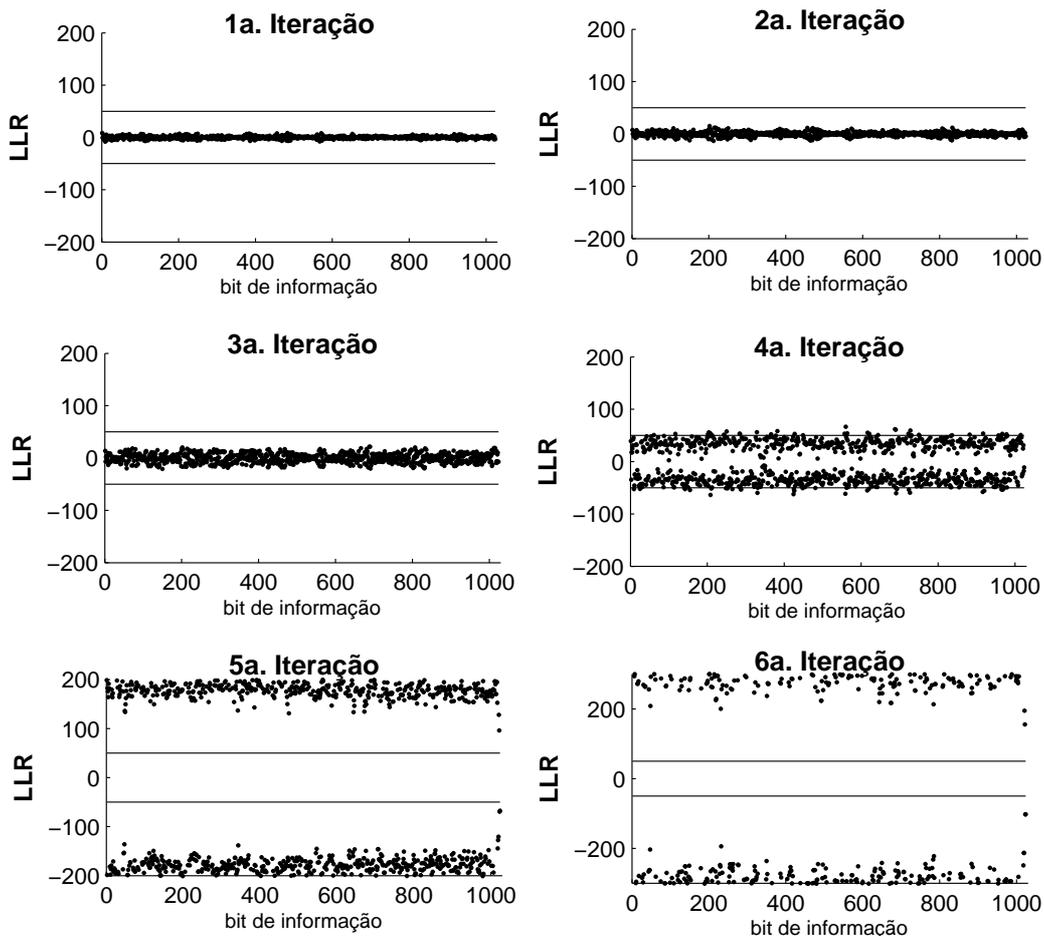 1a. Iteração
200
100
0
−100
−200
LLR
0 200 400 600 800 1000
bit de informação
2a. Iteração
200
100
0
−100
−200
LLR
0 200 400 600 800 1000
bit de informação
3a. Iteração
200
100
0
−100
−200
LLR
0 200 400 600 800 1000
bit de informação
4a. Iteração
200
100
0
−100
−200
LLR
0 200 400 600 800 1000
bit de informação
5a. Iteração
200
100
0
−100
−200
LLR
0 200 400 600 800 1000
bit de informação
6a. Iteração
200
0
−200
LLR
0 200 400 600 800 1000
bit de informação